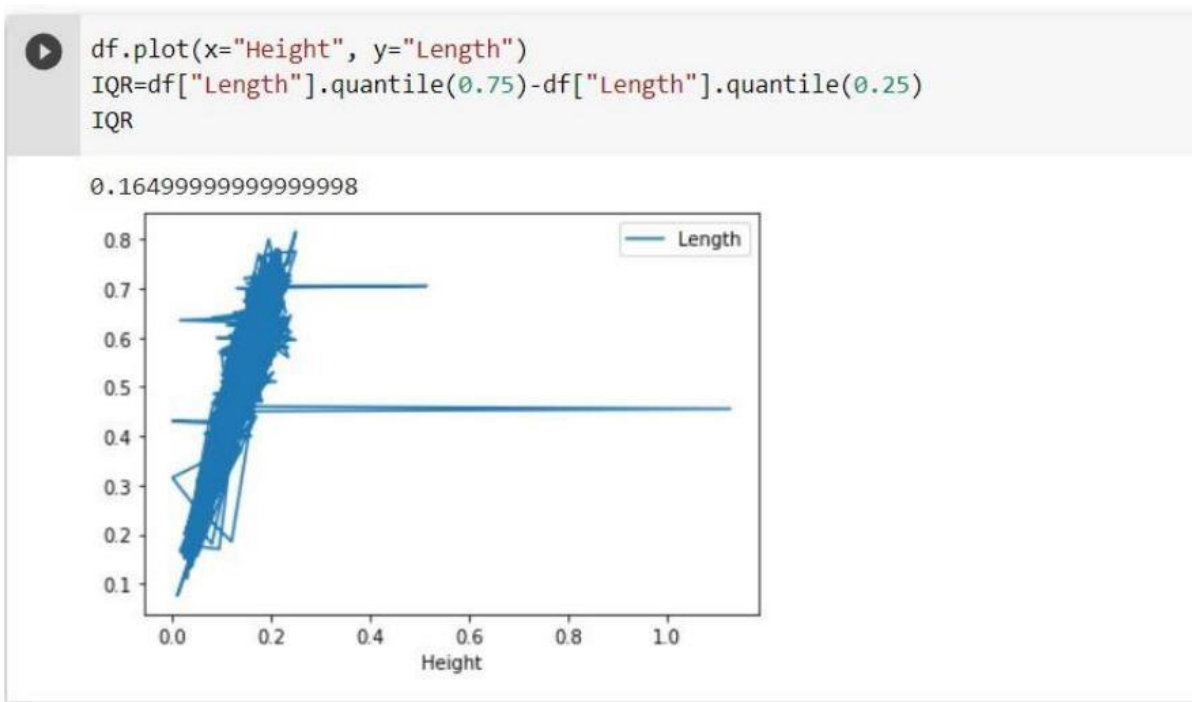 df.plot(x="Height", y="Length")
IQR=df["Length"].quantile(0.75)-df["Length"].quantile(0.25)
IQR
0.16499999999999998
Length
0.8
0.7
0.6
0.5
0.4
0.3
0.2
0.1
0.0 0.2 0.4 0.6 0.8 1.0
Height